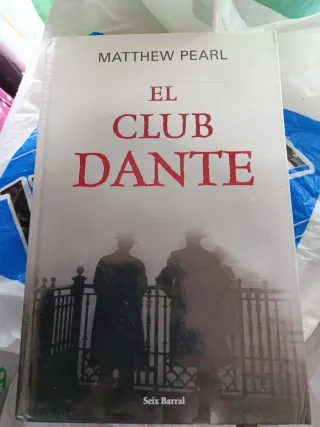 MATTHEW PEARL
EL
CLUB
DANTE
Seix Barral